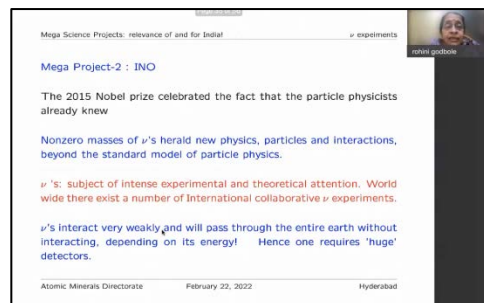 Mega Science Projects: relevance of and for India!
ν expeiments
rohini godbole
Mega Project-2 : INO
The 2015 Nobel prize celebrated the fact that the particle physicists
already knew
Nonzero masses of ν's herald new physics, particles and interactions,
beyond the standard model of particle physics.
ν 's: subject of intense experimental and theoretical attention. World
wide there exist a number of International collaborative ν experiments.
ν's interact very weakly and will pass through the entire earth without
interacting, depending on its energy! Hence one requires 'huge'
detectors.
Atomic Minerals Directorate
February 22, 2022
Hyderabad